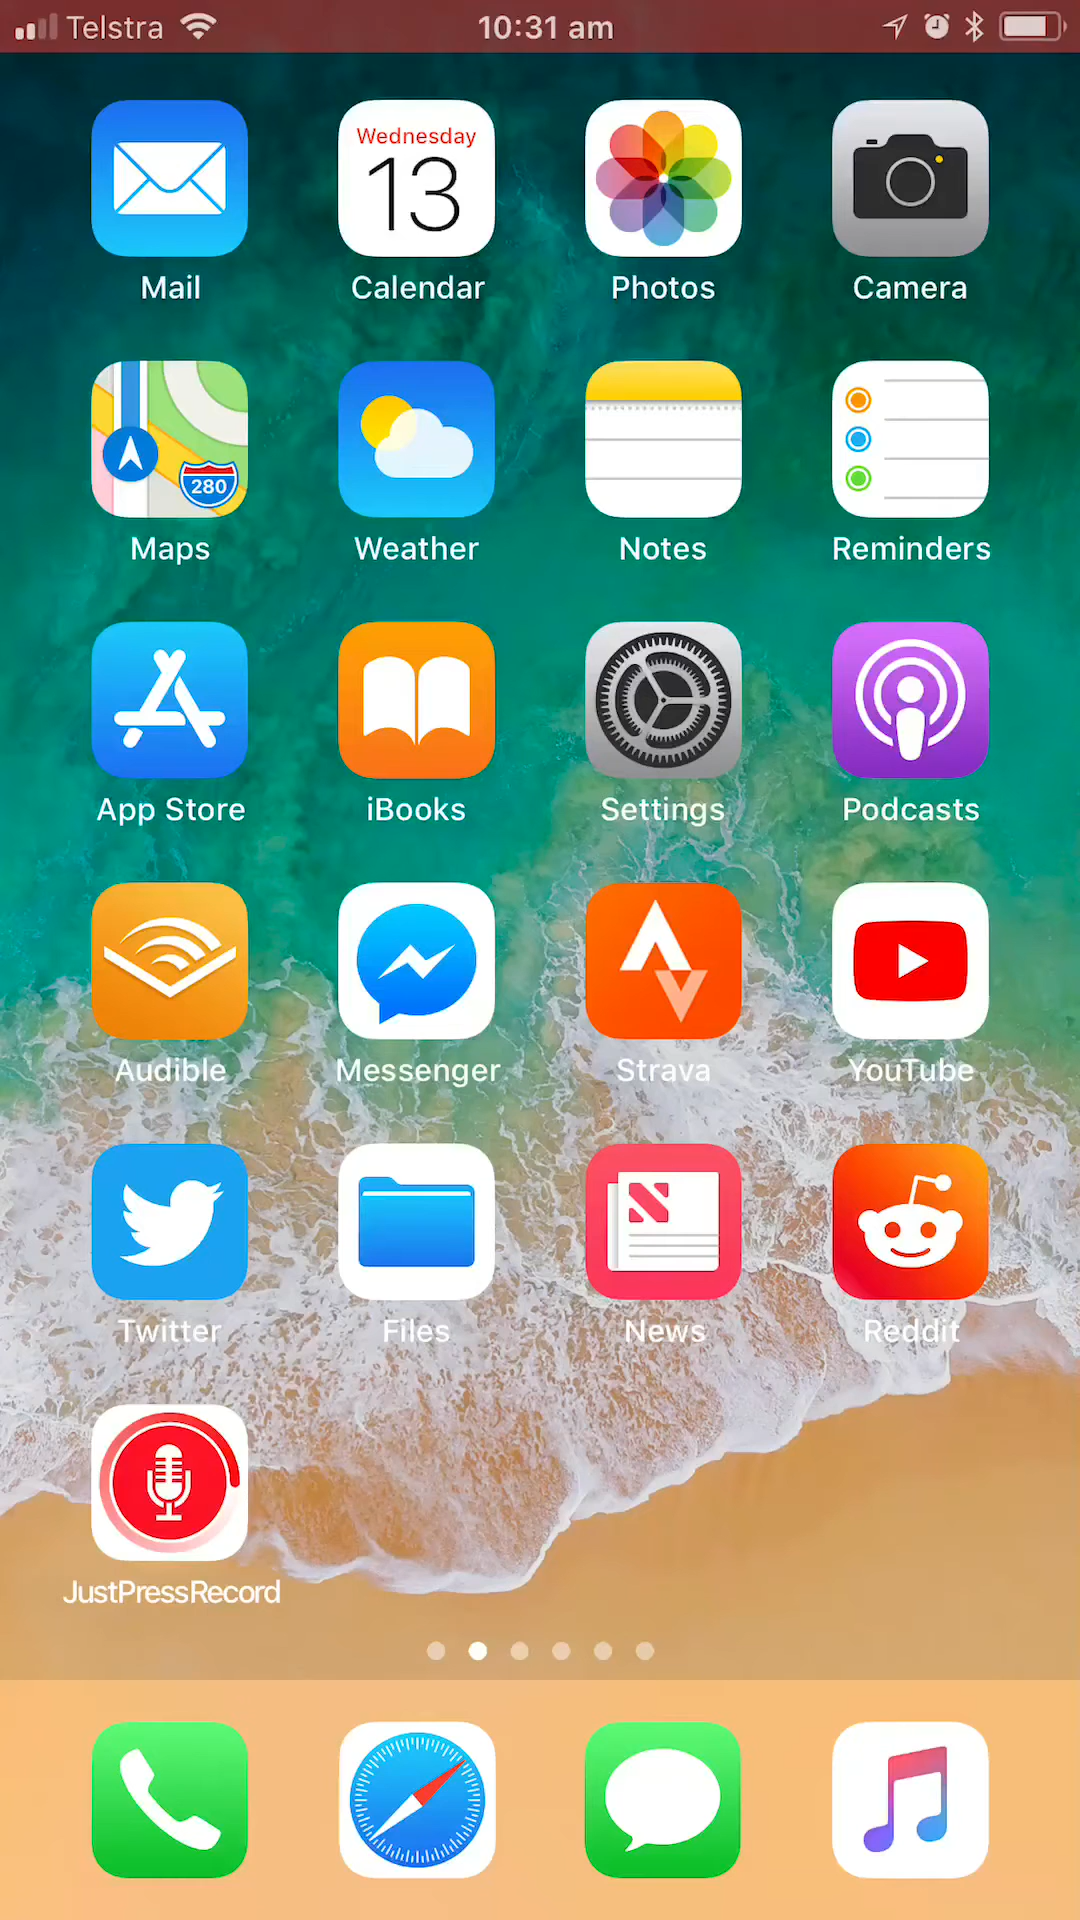 Telstra 10:31 am
Wednesday
13
Mail Calendar Photos Camera
280
Maps Weather Notes Reminders
App Store iBooks Settings Podcasts
Audible Messenger Strava YouTube
Twitter Files News Reddit
JustPressRecord